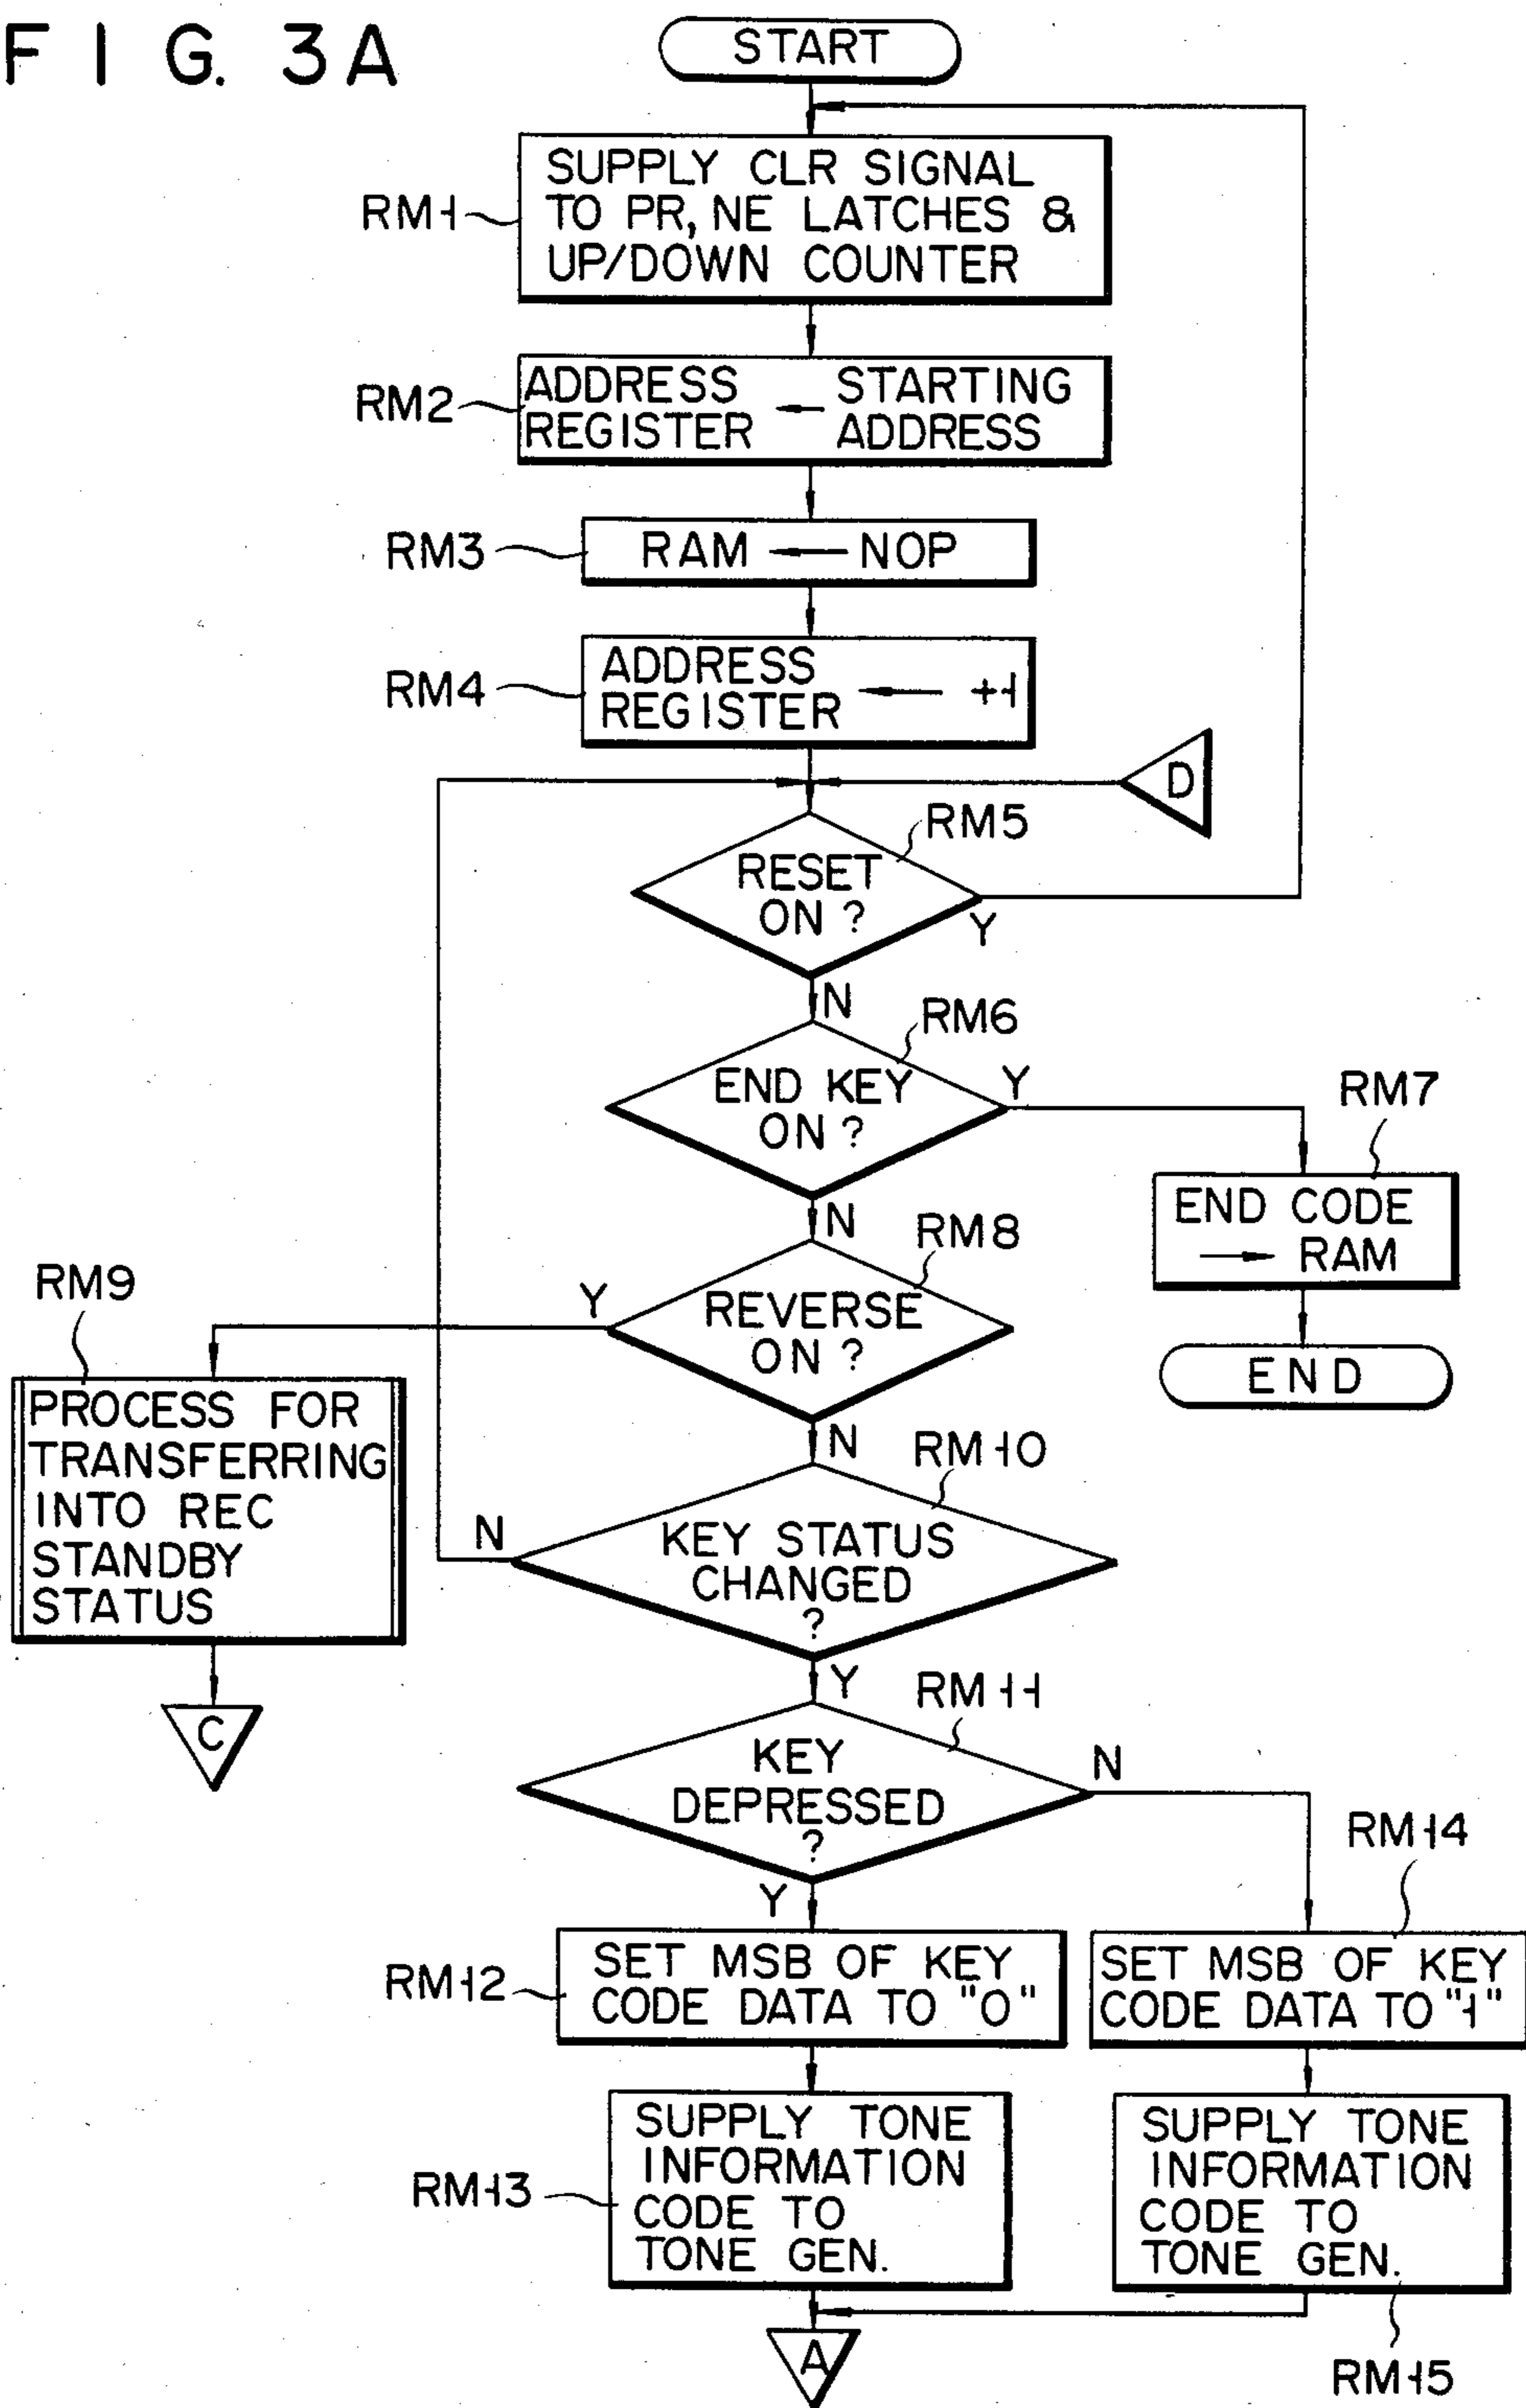 FIG. 3A
START
RM1
SUPPLY CLR SIGNAL
TO PR, NE LATCHES &
UP/DOWN COUNTER
RM2
ADDRESS
REGISTER
←
STARTING
ADDRESS
RM3
RAM ← NOP
RM4
ADDRESS
REGISTER
← +1
D
RM5
RESET
ON ?
Y
N
RM6
END KEY
ON ?
Y
RM7
END CODE
→ RAM
END
N
RM8
REVERSE
ON ?
Y
RM9
PROCESS FOR
TRANSFERRING
INTO REC
STANDBY
STATUS
C
N
RM10
KEY STATUS
CHANGED
?
N
Y
RM11
KEY
DEPRESSED
?
N
Y
RM12
SET MSB OF KEY
CODE DATA TO "0"
RM14
SET MSB OF KEY
CODE DATA TO "1"
RM13
SUPPLY TONE
INFORMATION
CODE TO
TONE GEN.
SUPPLY TONE
INFORMATION
CODE TO
TONE GEN.
RM15
A